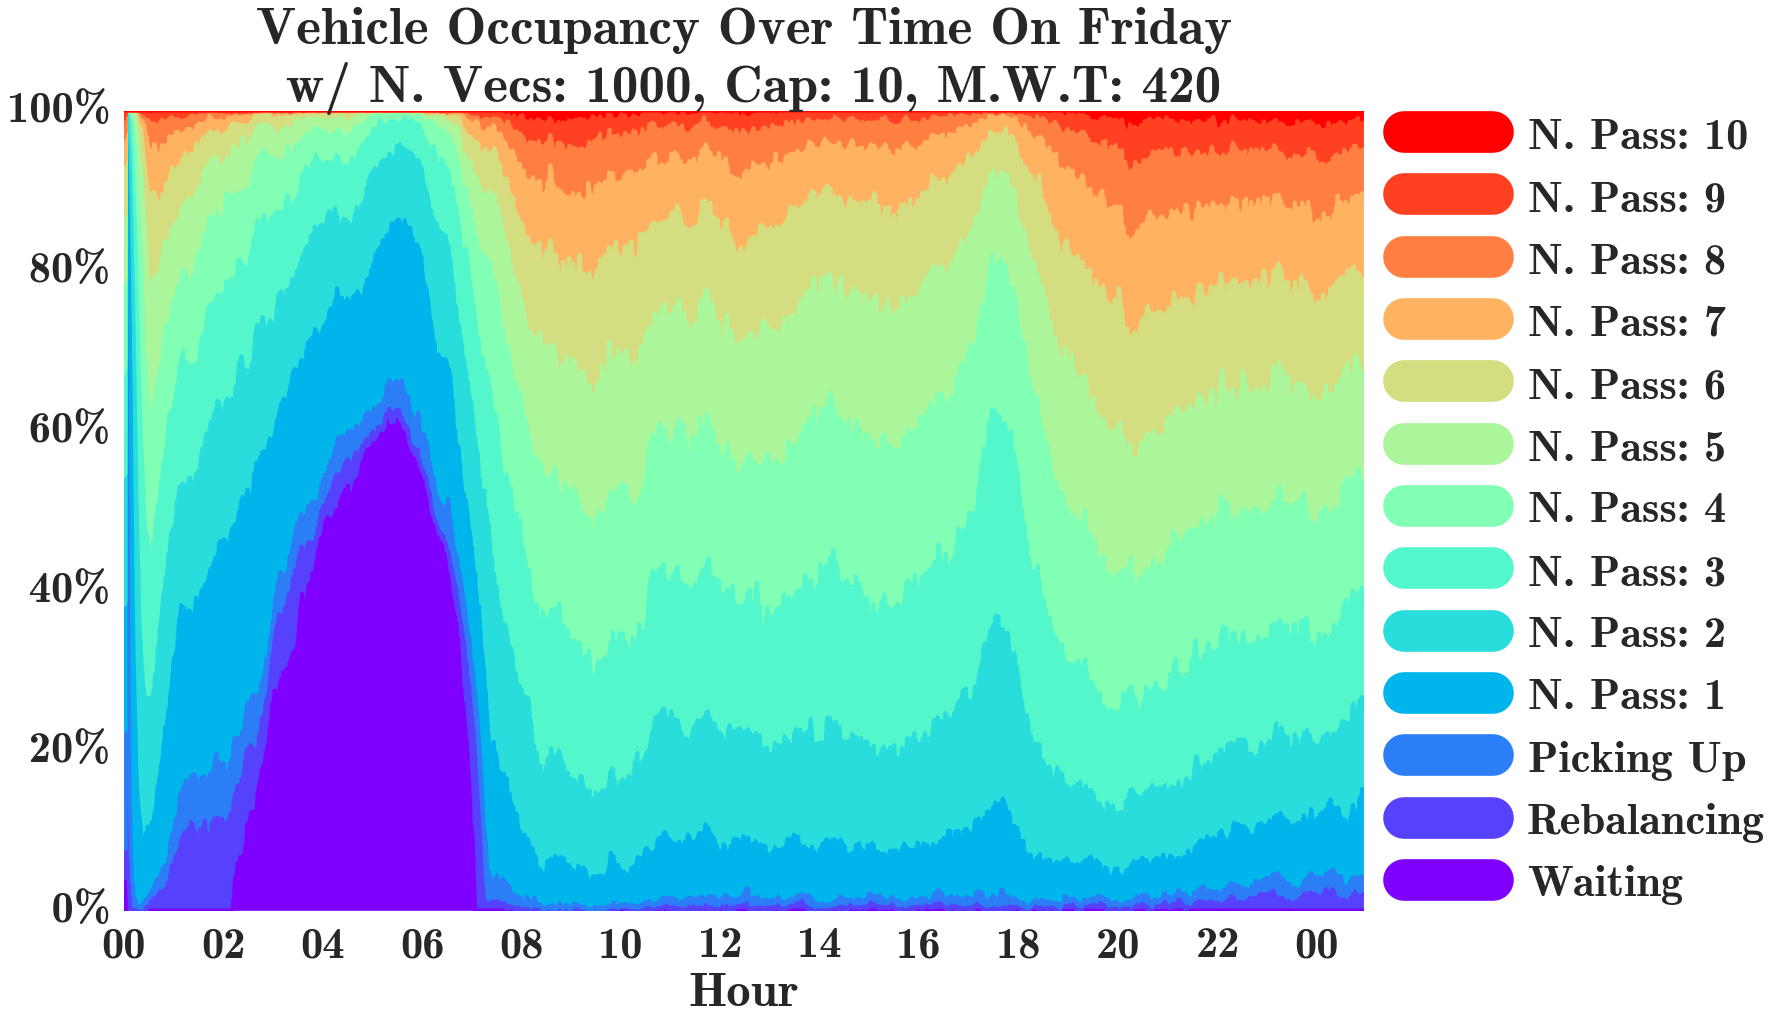 Vehicle Occupancy Over Time On Friday
w/ N. Vecs: 1000, Cap: 10, M.W.T: 420
100%
80%
60%
40%
20%
0%
00 02 04 06 08 10 12 14 16 18 20 22 00
Hour
N. Pass: 10
N. Pass: 9
N. Pass: 8
N. Pass: 7
N. Pass: 6
N. Pass: 5
N. Pass: 4
N. Pass: 3
N. Pass: 2
N. Pass: 1
Picking Up
Rebalancing
Waiting